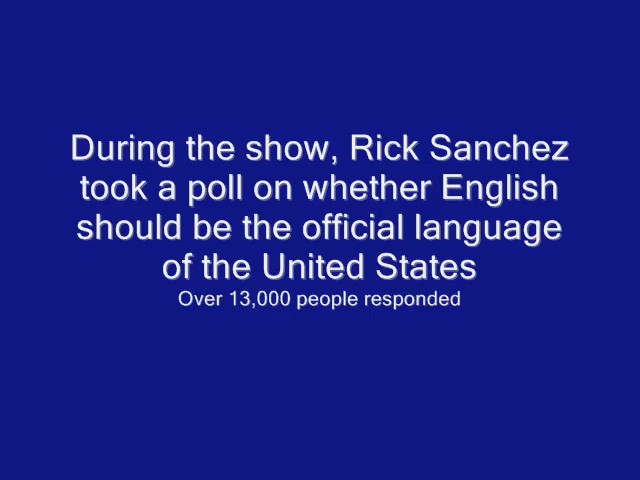 During the show, Rick Sanchez
took a poll on whether English
should be the official language
of the United States
Over 13,000 people responded